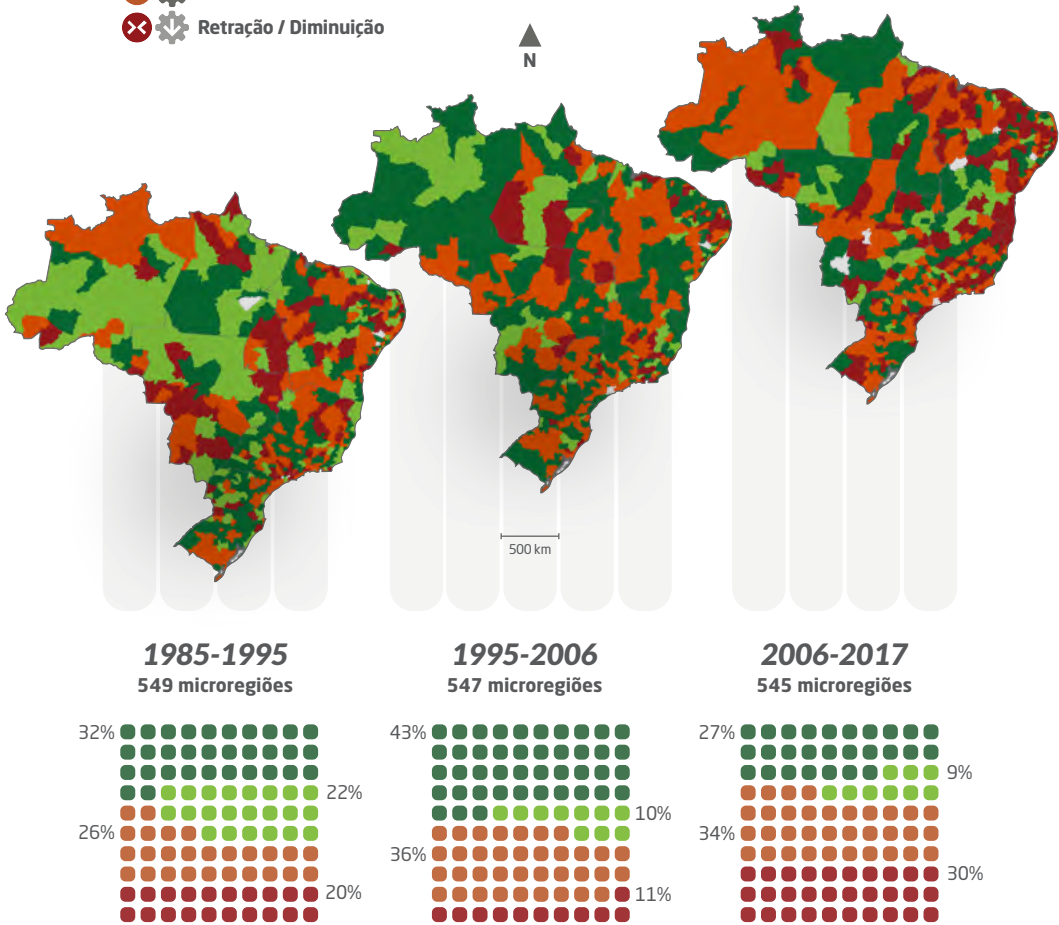 Retração / Diminuição
N
500 km
1985-1995
549 microregiões
32%
22%
26%
20%
1995-2006
547 microregiões
43%
10%
36%
11%
2006-2017
545 microregiões
27%
9%
34%
30%